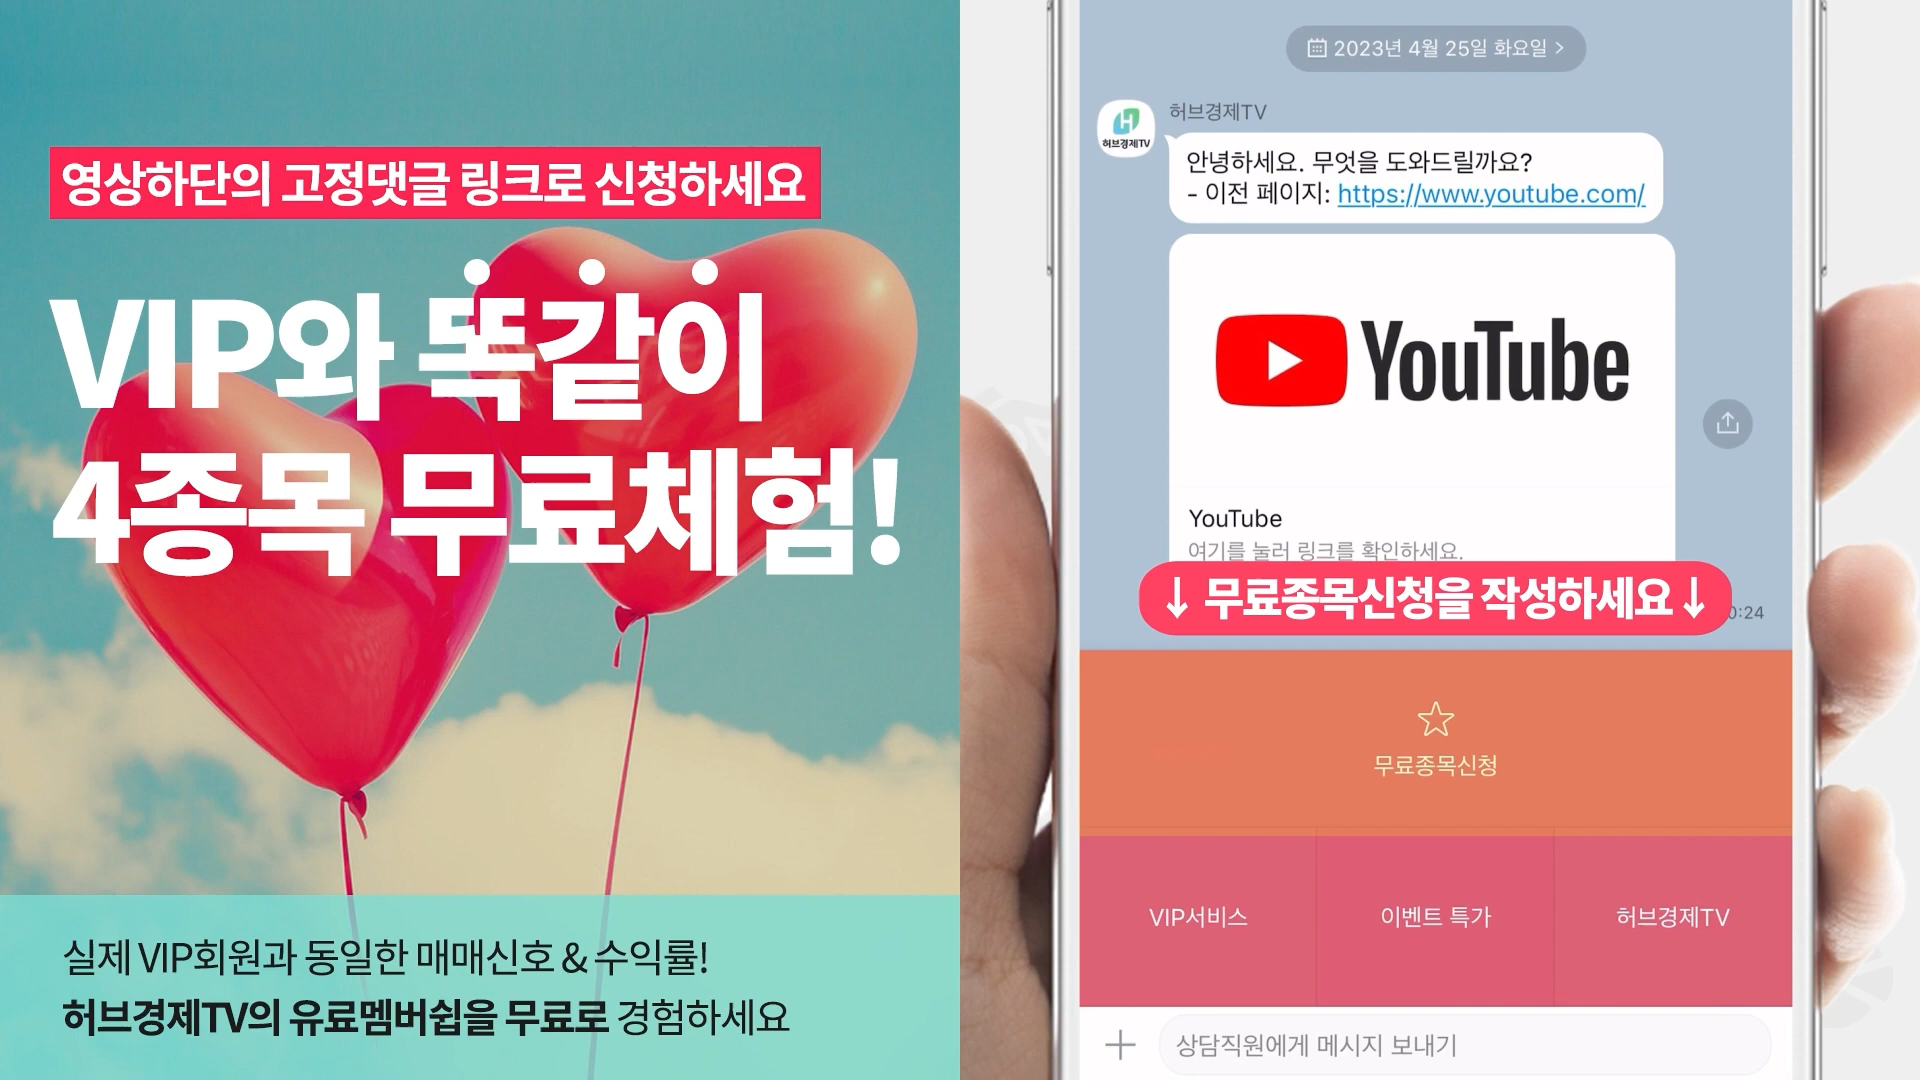 영상하단의 고정댓글 링크로 신청하세요
VIP와 똑같이
4종목 무료체험!
실제 VIP회원과 동일한 매매신호 & 수익률!
허브경제TV의 유료멤버쉽을 무료로 경험하세요
2023년 4월 25일 화요일 >
허브경제TV
허브경제TV
안녕하세요. 무엇을 도와드릴까요?
- 이전 페이지: https://www.youtube.com/
YouTube
YouTube
여기를 눌러 링크를 확인하세요.
↓ 무료종목신청을 작성하세요 ↓
0:24
무료종목신청
VIP서비스
이벤트 특가
허브경제TV
상담직원에게 메시지 보내기